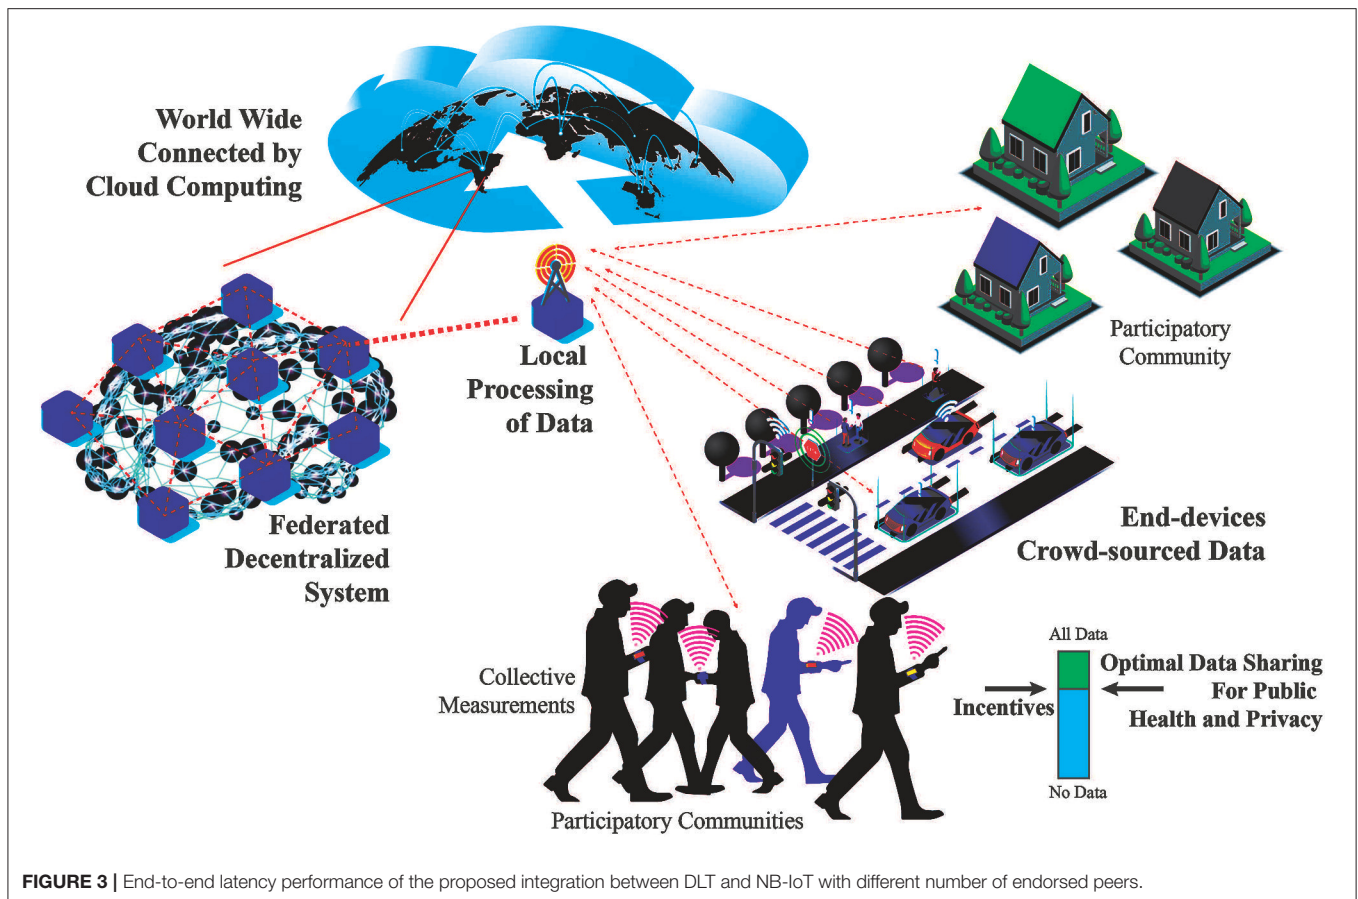 World Wide
Connected by
Cloud Computing
Participatory
Community
Local
Processing
of Data
Federated
Decentralized
System
End-devices
Crowd-sourced Data
Collective
Measurements
Participatory Communities
All Data
Incentives
No Data
Optimal Data Sharing
For Public
Health and Privacy
FIGURE 3 | End-to-end latency performance of the proposed integration between DLT and NB-IoT with different number of endorsed peers.